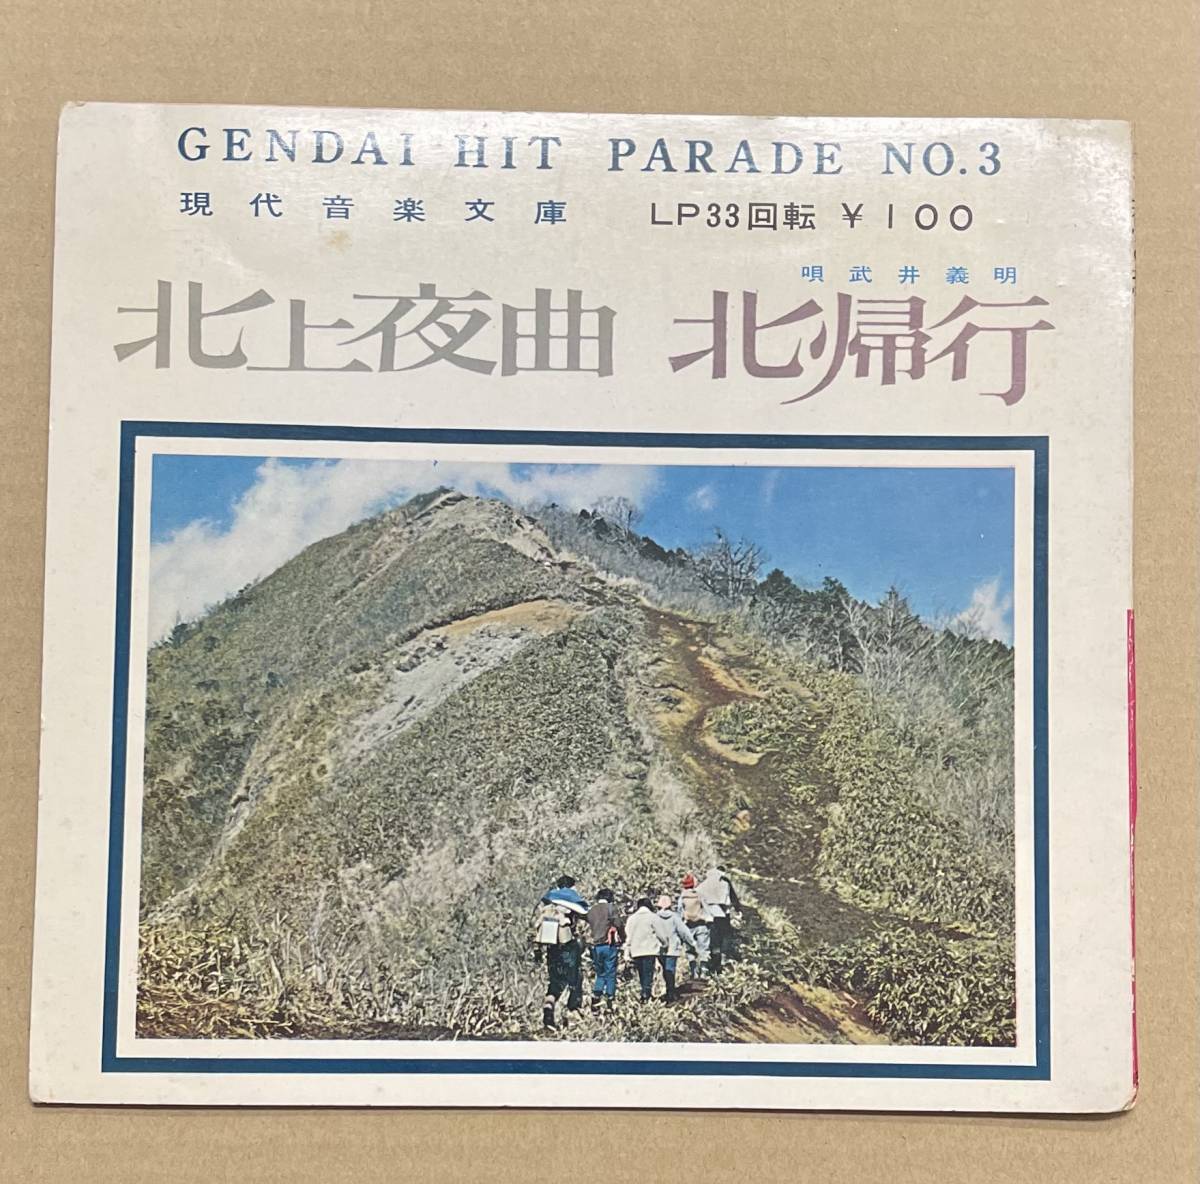 GENDAI HIT PARADE NO.3
現代音楽文庫 LP33回転 ¥100
唄 武井義明
北上夜曲 北帰行